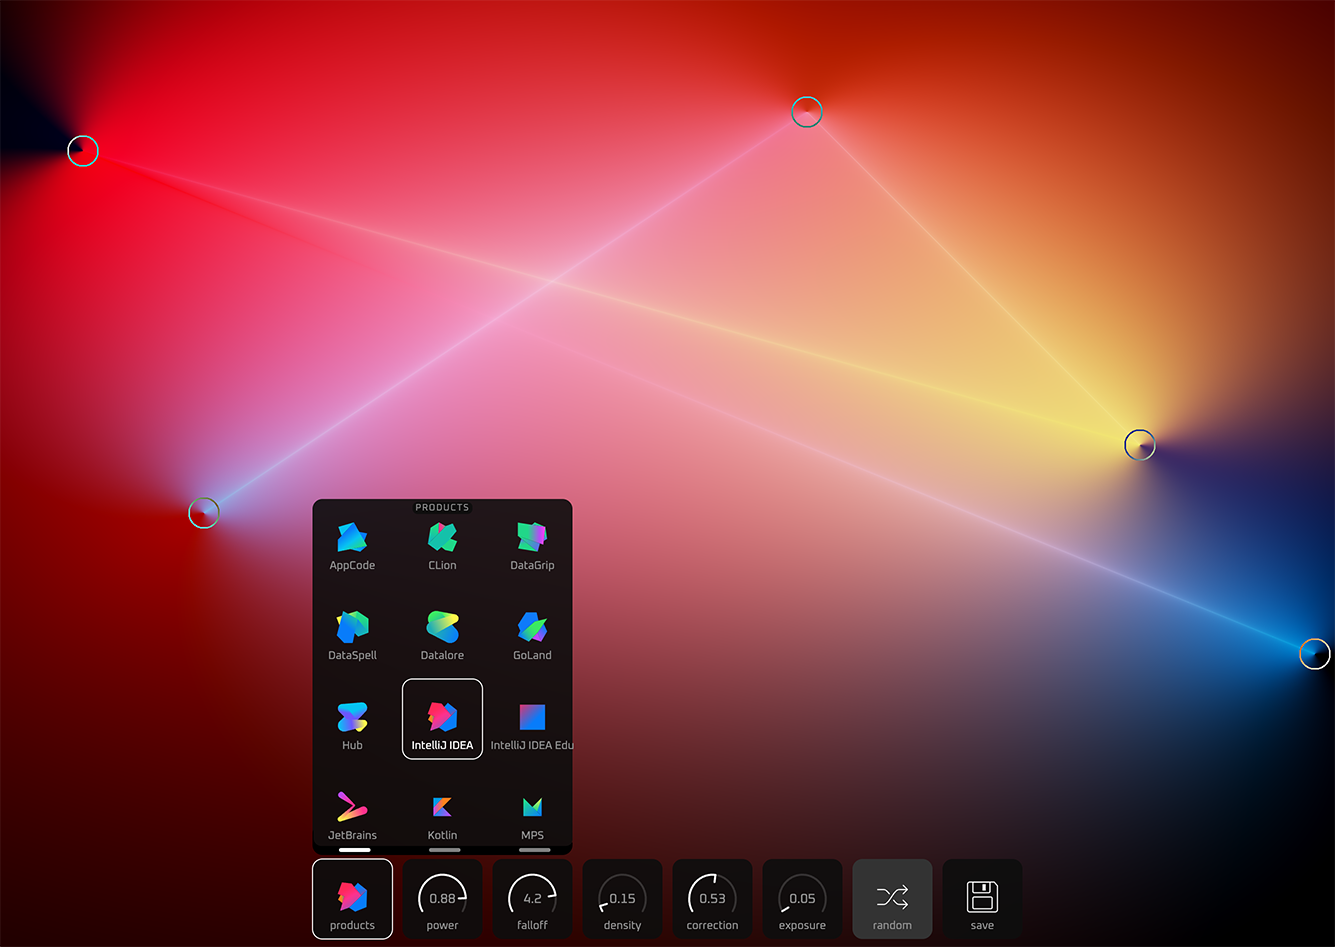 PRODUCTS
AppCode CLion DataGrip
DataSpell Datalore GoLand
Hub IntelliJ IDEA IntelliJ IDEA Edu
JetBrains Kotlin MPS
0.88 4.2 0.15 0.53 0.05
products power falloff density correction exposure random save